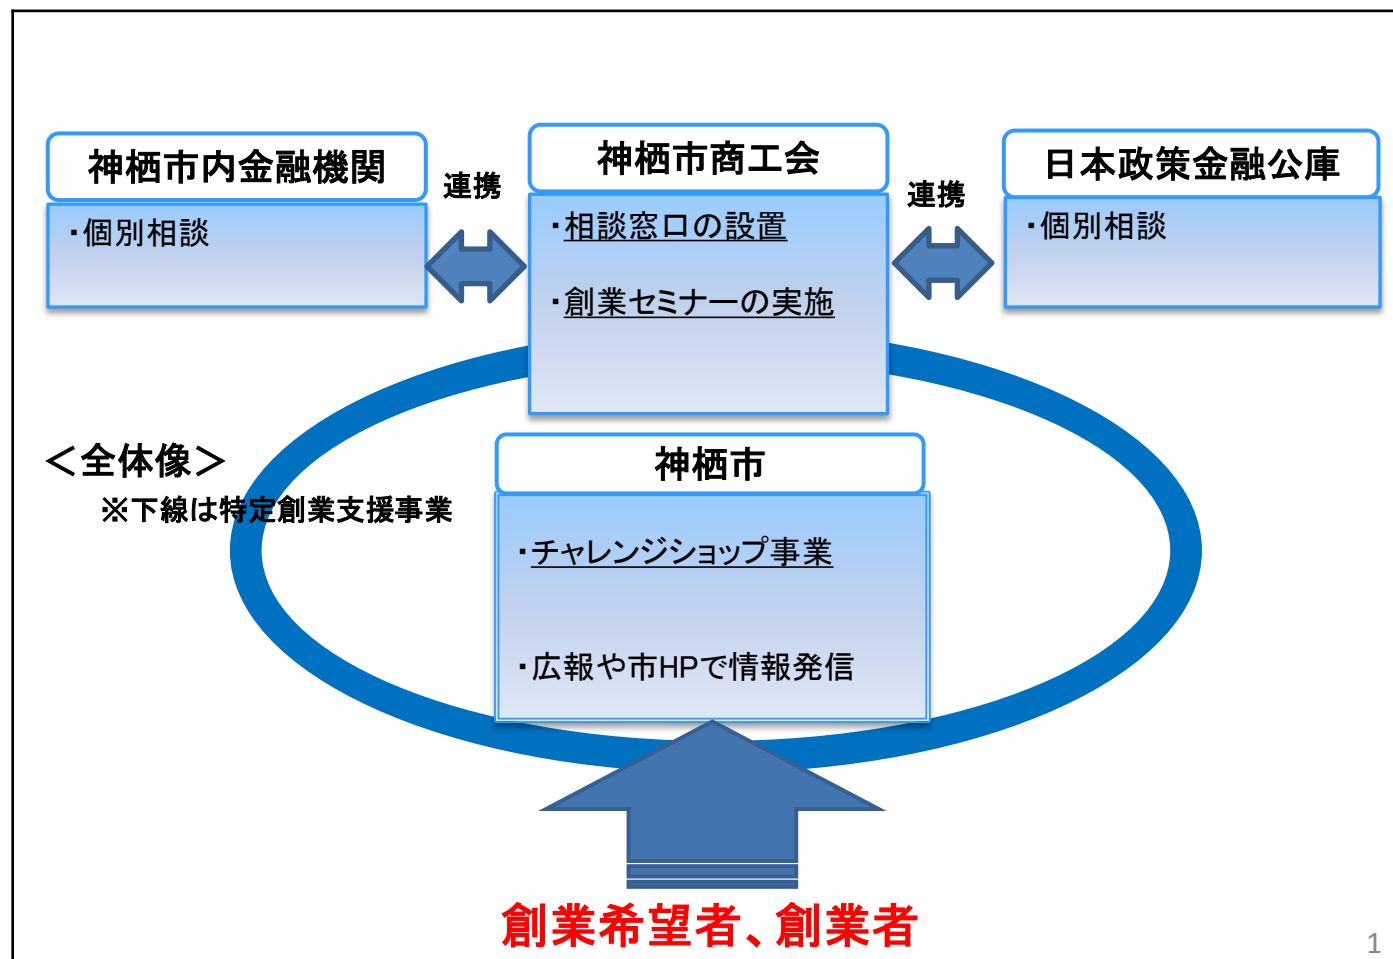 神栖市内金融機関
・個別相談
連携
神栖市商工会
・相談窓口の設置
・創業セミナーの実施
連携
日本政策金融公庫
・個別相談
＜全体像＞
※下線は特定創業支援事業
神栖市
・チャレンジショップ事業
・広報や市HPで情報発信
創業希望者、創業者
1